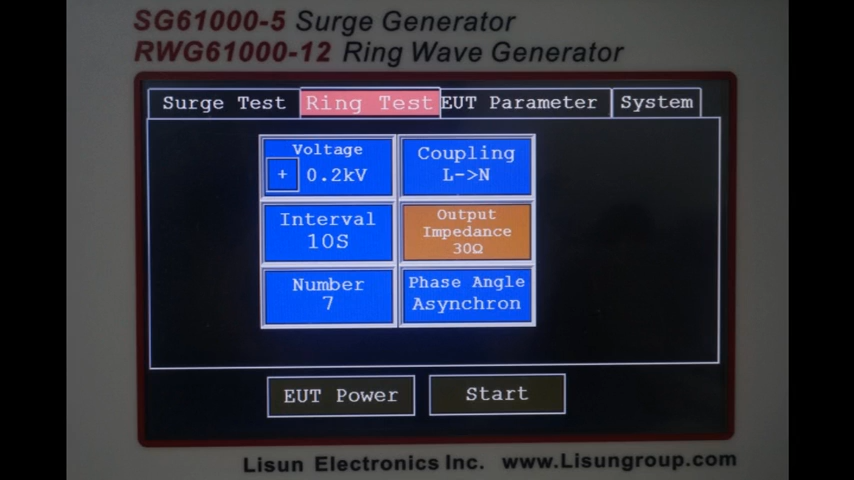 SG61000-5 Surge Generator
RWG61000-12 Ring Wave Generator
Surge Test Ring Test EUT Parameter System
Voltage
+ 0.2kV
Coupling
L->N
Interval
10S
Output
Impedance
30Ω
Number
7
Phase Angle
Asynchron
EUT Power Start
Lisun Electronics Inc. www.Lisungroup.com